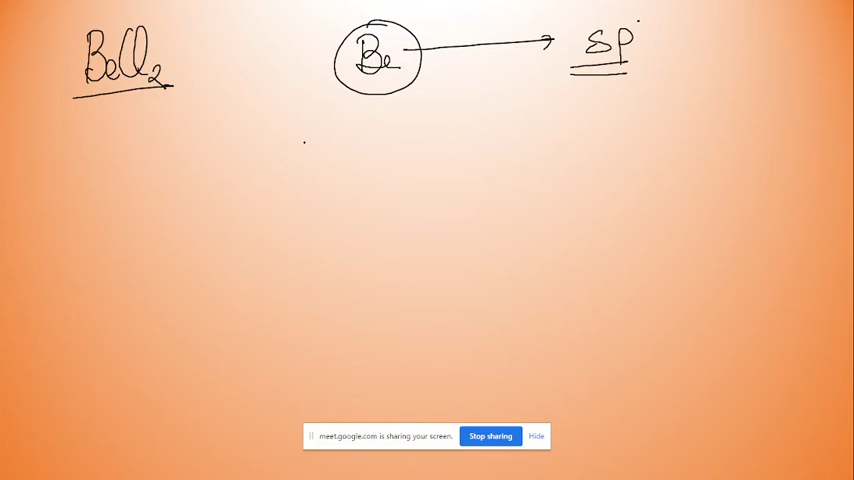 BeCl2 Be → sp
meet.google.com is sharing your screen. Stop sharing Hide